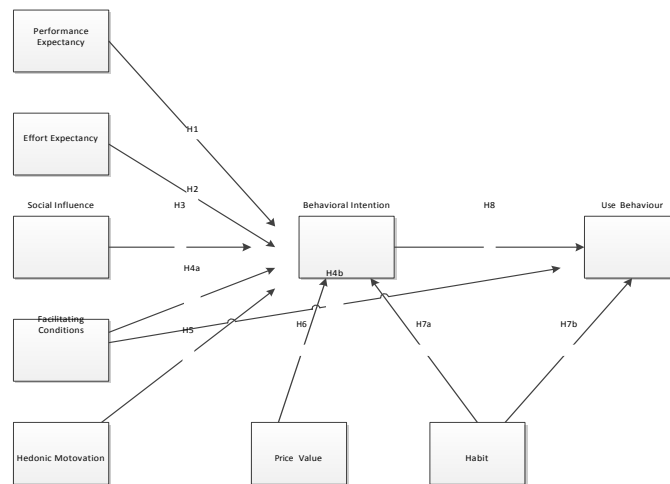 Performance
Expectancy
H1
Effort Expectancy
H2
Social Influence
H3
Behavioral Intention
H8
Use Behaviour
H4a
H4b
Facilitating
Conditions
H5
H6
H7a
H7b
Hedonic Motovation
Price Value
Habit